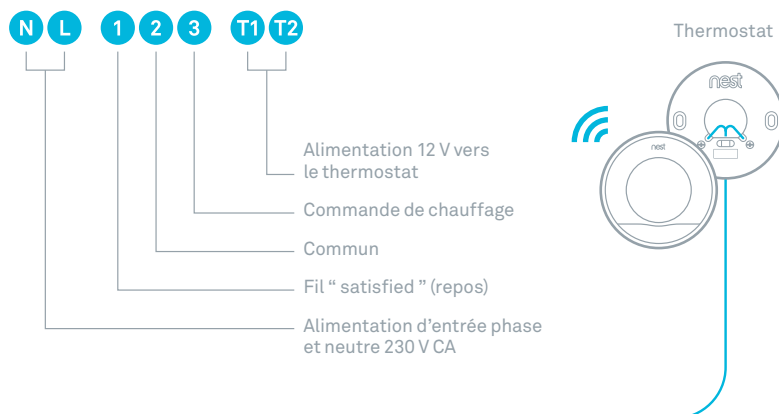 N L 1 2 3 T1 T2
Thermostat
nest
nest
Alimentation 12 V vers
le thermostat
Commande de chauffage
Commun
Fil “ satisfied ” (repos)
Alimentation d’entrée phase
et neutre 230 V CA